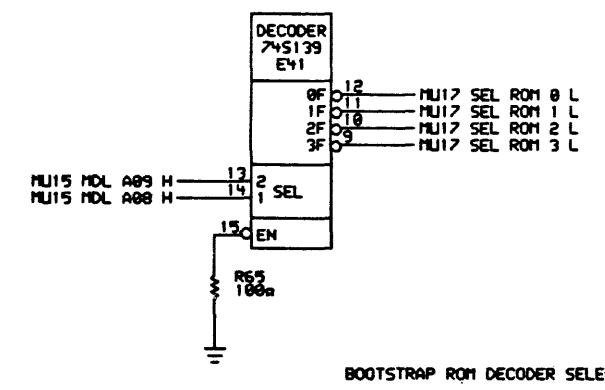 DECODER
74S139
E41
0F 12 MU17 SEL ROM 0 L
1F 11 MU17 SEL ROM 1 L
2F 10 MU17 SEL ROM 2 L
3F 9 MU17 SEL ROM 3 L
MU15 MDL A09 H 13 2
MU15 MDL A08 H 14 1
SEL
15 EN
R65
100Ω
BOOTSTRAP ROM DECODER SELE